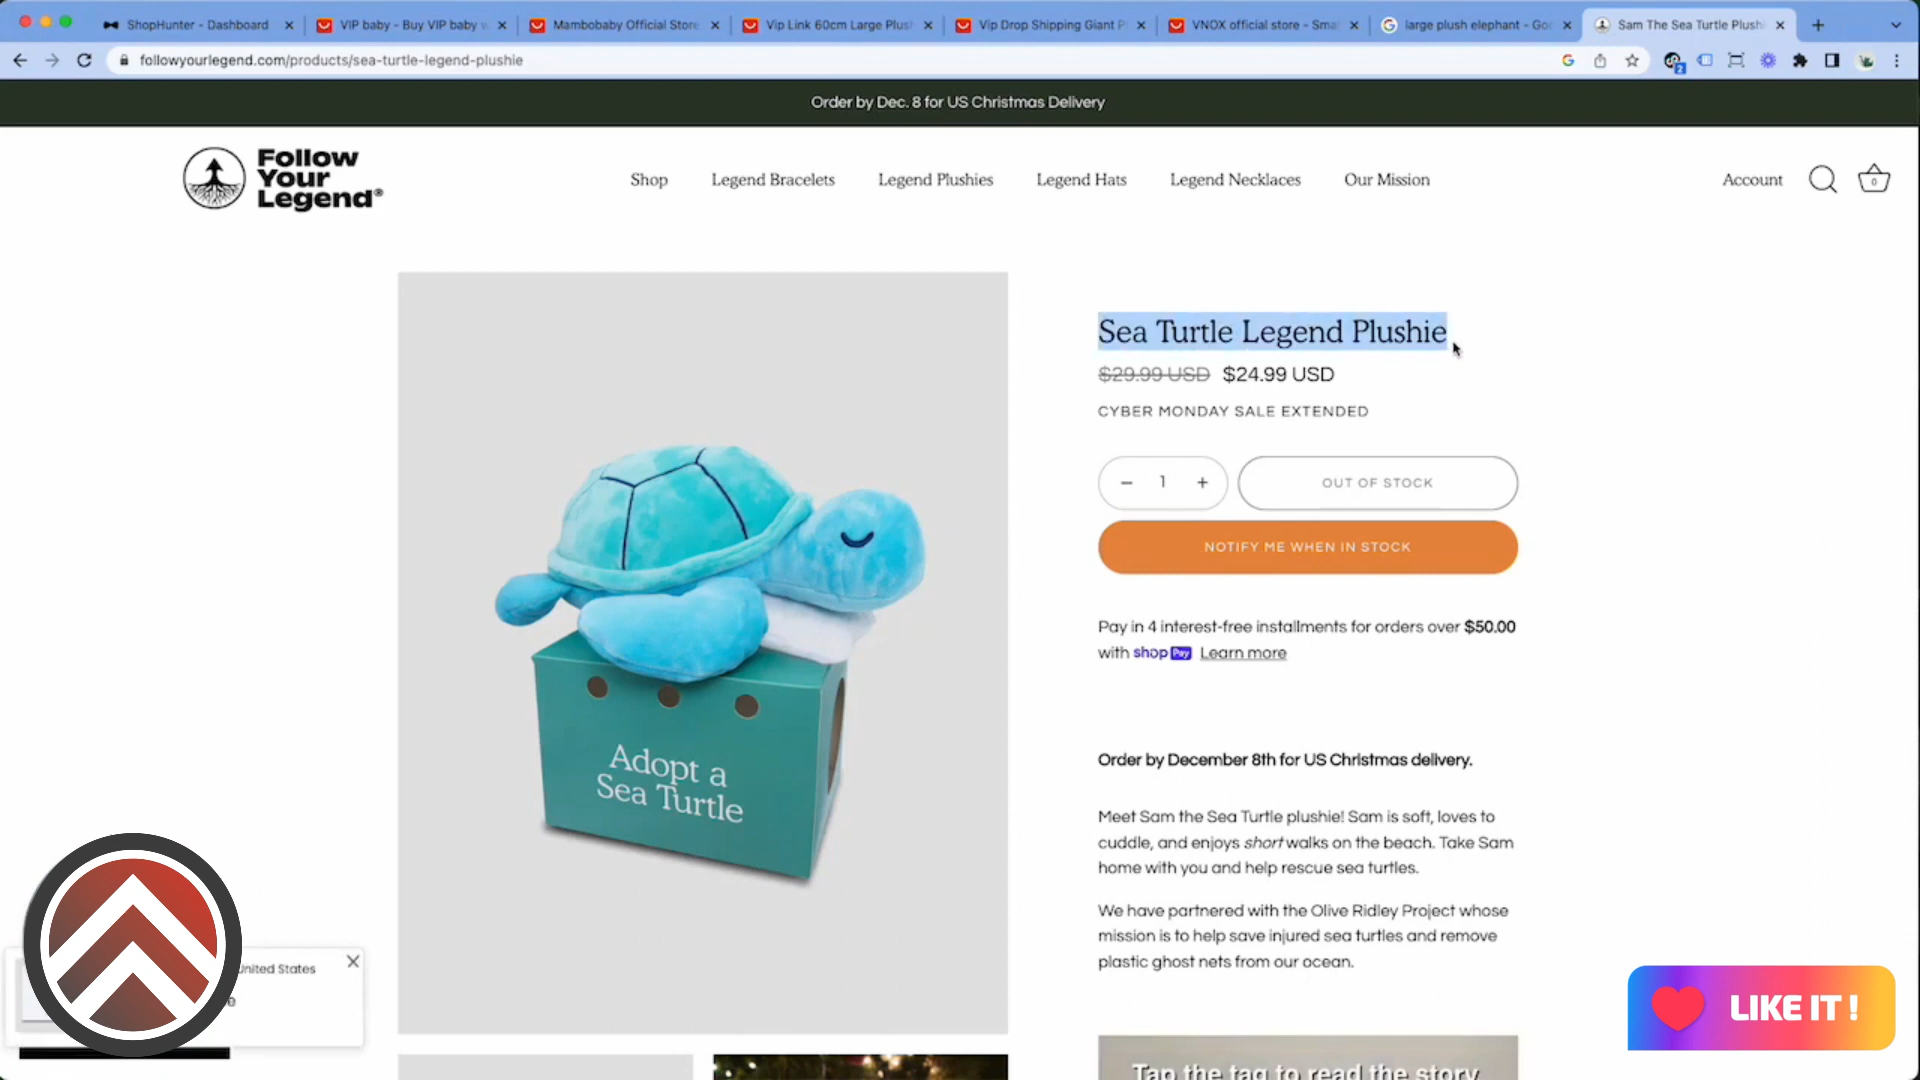 ShopHunter - Dashboard
VIP baby - Buy VIP baby w
Mambobaby Official Store
Vip Link 60cm Large Plush
Vip Drop Shipping Giant P
VNOX official store - Sma
large plush elephant - Goo
Sam The Sea Turtle Plushi
followyourlegend.com/products/sea-turtle-legend-plushie
2
Order by Dec. 8 for US Christmas Delivery
Follow
Your
Legend®
Shop
Legend Bracelets
Legend Plushies
Legend Hats
Legend Necklaces
Our Mission
Account
0
Sea Turtle Legend Plushie
$29.99 USD $24.99 USD
CYBER MONDAY SALE EXTENDED
− 1 +
OUT OF STOCK
NOTIFY ME WHEN IN STOCK
Pay in 4 interest-free installments for orders over $50.00
with shop Pay Learn more
Order by December 8th for US Christmas delivery.
Meet Sam the Sea Turtle plushie! Sam is soft, loves to
cuddle, and enjoys short walks on the beach. Take Sam
home with you and help rescue sea turtles.
We have partnered with the Olive Ridley Project whose
mission is to help save injured sea turtles and remove
plastic ghost nets from our ocean.
Adopt a
Sea Turtle
United States
LIKE IT !
Tap the tag to read the story